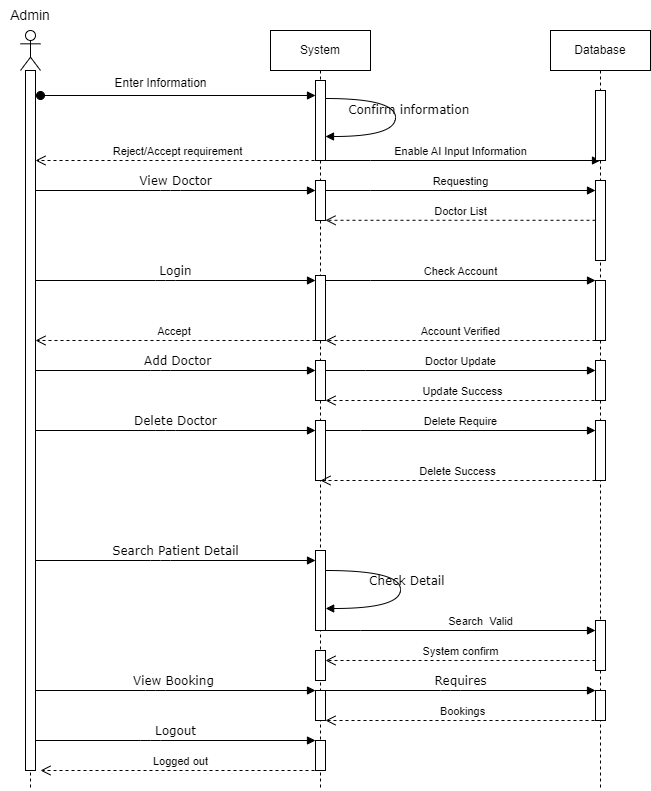 Admin
System
Database
Enter Information
Confirm information
Reject/Accept requirement
Enable AI Input Information
View Doctor
Requesting
Doctor List
Login
Check Account
Accept
Account Verified
Add Doctor
Doctor Update
Update Success
Delete Doctor
Delete Require
Delete Success
Search Patient Detail
Check Detail
Search  Valid
System confirm
View Booking
Requires
Bookings
Logout
Logged out